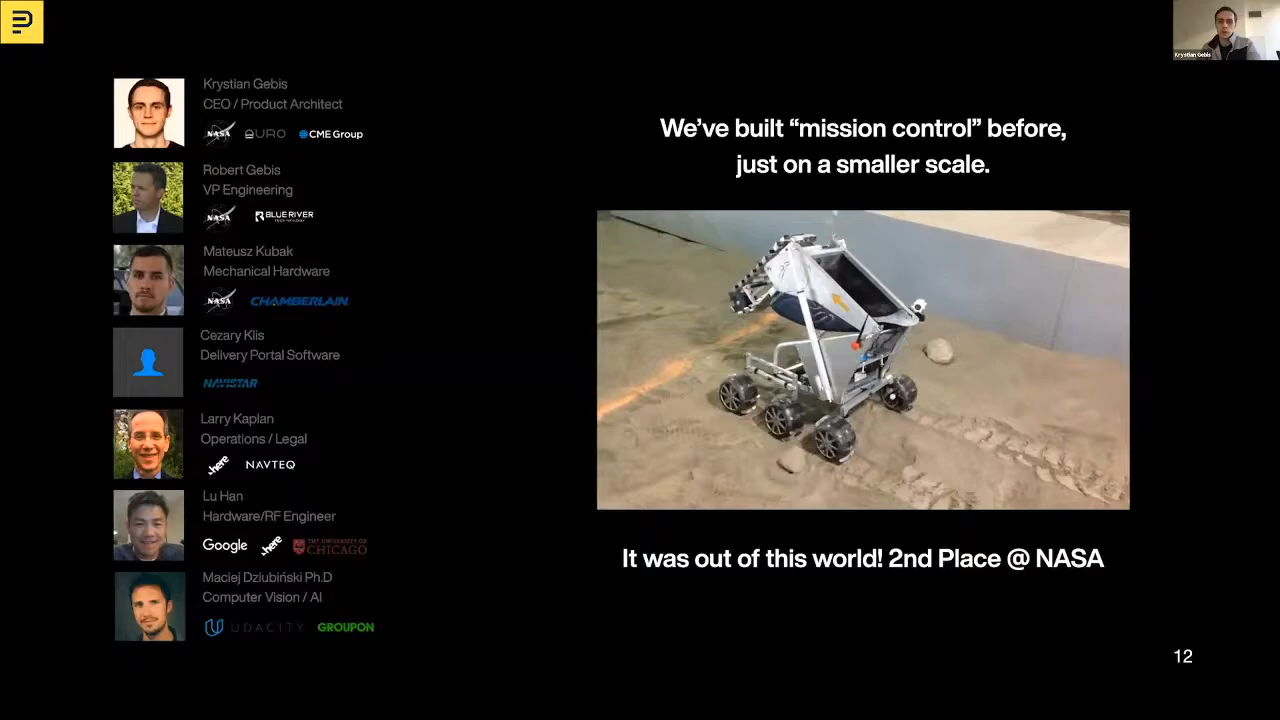 Krystian Gebis
Krystian Gebis
CEO / Product Architect
NASA
URO
CME Group
Robert Gebis
VP Engineering
NASA
BLUE RIVER
Mateusz Kubak
Mechanical Hardware
NASA
CHAMBERLAIN
Cezary Klis
Delivery Portal Software
NAVISTAR
Larry Kaplan
Operations / Legal
here
NAVTEQ
Lu Han
Hardware/RF Engineer
Google
here
THE UNIVERSITY OF
CHICAGO
Maciej Dziubiński Ph.D
Computer Vision / AI
UDACITY
GROUPON
We’ve built “mission control” before,
just on a smaller scale.
It was out of this world! 2nd Place @ NASA
12